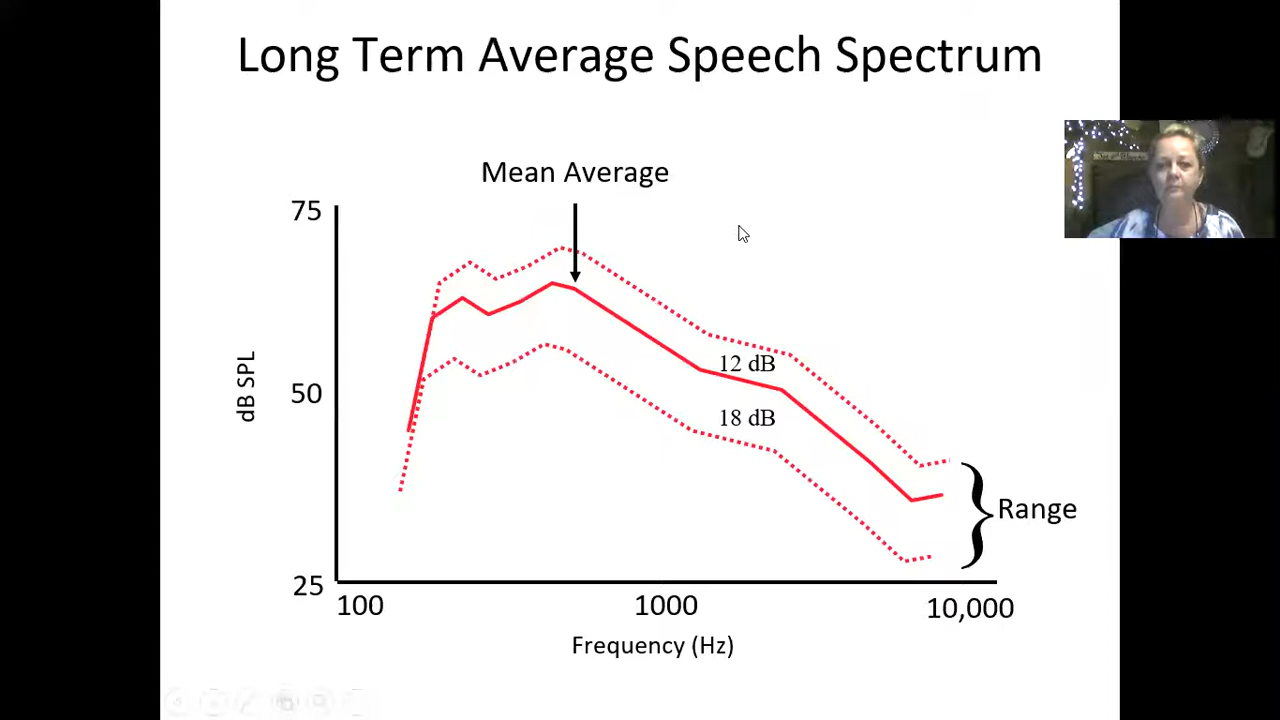 Long Term Average Speech Spectrum
Mean Average
75
12 dB
50
dB SPL
18 dB
Range
25
100
1000
10,000
Frequency (Hz)